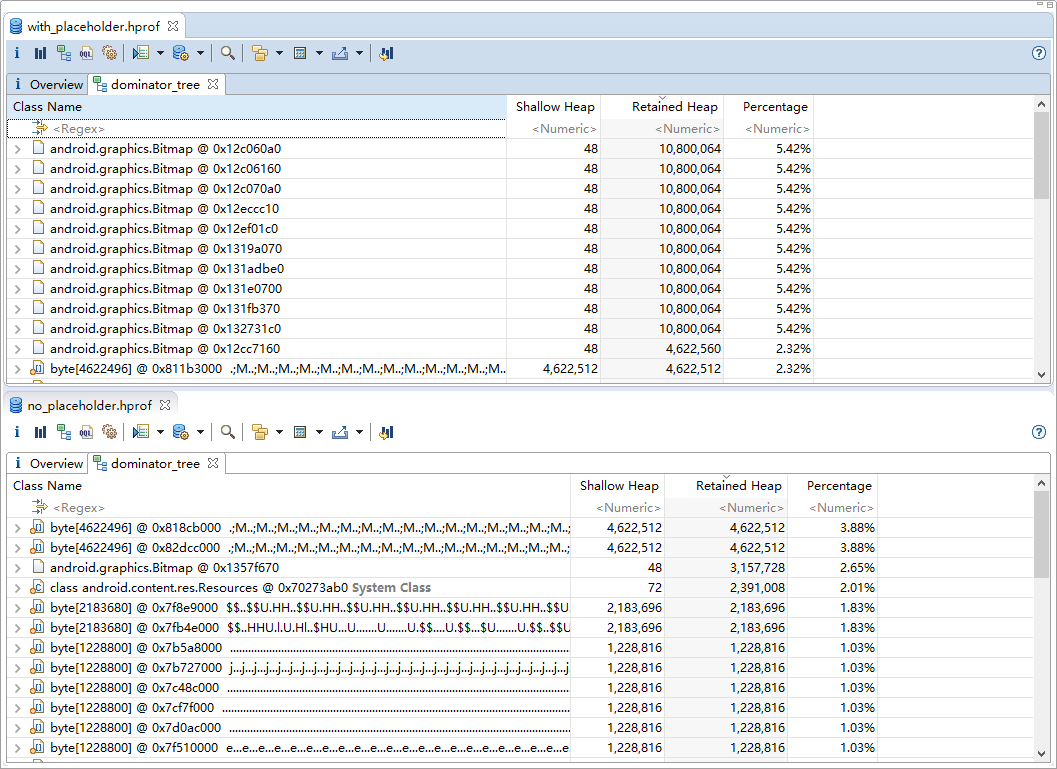 with_placeholder.hprof
i OQL
i Overview dominator_tree
Class Name Shallow Heap Retained Heap Percentage
<Regex> <Numeric> <Numeric> <Numeric>
android.graphics.Bitmap @ 0x12c060a0 48 10,800,064 5.42%
android.graphics.Bitmap @ 0x12c06160 48 10,800,064 5.42%
android.graphics.Bitmap @ 0x12c070a0 48 10,800,064 5.42%
android.graphics.Bitmap @ 0x12eccc10 48 10,800,064 5.42%
android.graphics.Bitmap @ 0x12ef01c0 48 10,800,064 5.42%
android.graphics.Bitmap @ 0x1319a070 48 10,800,064 5.42%
android.graphics.Bitmap @ 0x131adbe0 48 10,800,064 5.42%
android.graphics.Bitmap @ 0x131e0700 48 10,800,064 5.42%
android.graphics.Bitmap @ 0x131fb370 48 10,800,064 5.42%
android.graphics.Bitmap @ 0x132731c0 48 10,800,064 5.42%
android.graphics.Bitmap @ 0x12cc7160 48 4,622,560 2.32%
byte[4622496] @ 0x811b3000 .;M..;M..;M..;M..;M..;M..;M..;M..;M..;M..;M..;M..;M.. 4,622,512 4,622,512 2.32%
no_placeholder.hprof
i OQL
i Overview dominator_tree
Class Name Shallow Heap Retained Heap Percentage
<Regex> <Numeric> <Numeric> <Numeric>
byte[4622496] @ 0x818cb000 .;M..;M..;M..;M..;M..;M..;M..;M..;M..;M..;M..;M..;M..;M..;M..;M.. 4,622,512 4,622,512 3.88%
byte[4622496] @ 0x82dcc000 .;M..;M..;M..;M..;M..;M..;M..;M..;M..;M..;M..;M..;M..;M..;M..;M.. 4,622,512 4,622,512 3.88%
android.graphics.Bitmap @ 0x1357f670 48 3,157,728 2.65%
class android.content.res.Resources @ 0x70273ab0 System Class 72 2,391,008 2.01%
byte[2183680] @ 0x7f8e9000 $$..$$U.HH..$$U.HH..$$U.HH..$$U.HH..$$U.HH..$$U.HH..$$U 2,183,696 2,183,696 1.83%
byte[2183680] @ 0x7fb4e000 $$..HHU.l.U.Hl..$HU...U.......U.......U.$$....U.$$...$U.......U.$$..$$U 2,183,696 2,183,696 1.83%
byte[1228800] @ 0x7b5a8000 1,228,816 1,228,816 1.03%
byte[1228800] @ 0x7b727000 j...j...j...j...j...j...j...j...j...j...j...j...j...j...j...j...j...j...j...j...j 1,228,816 1,228,816 1.03%
byte[1228800] @ 0x7c48c000 1,228,816 1,228,816 1.03%
byte[1228800] @ 0x7cf7f000 1,228,816 1,228,816 1.03%
byte[1228800] @ 0x7d0ac000 1,228,816 1,228,816 1.03%
byte[1228800] @ 0x7f510000 e...e...e...e...e...e...e...e...e...e...e...e...e...e...e...e...e...e...e...e 1,228,816 1,228,816 1.03%